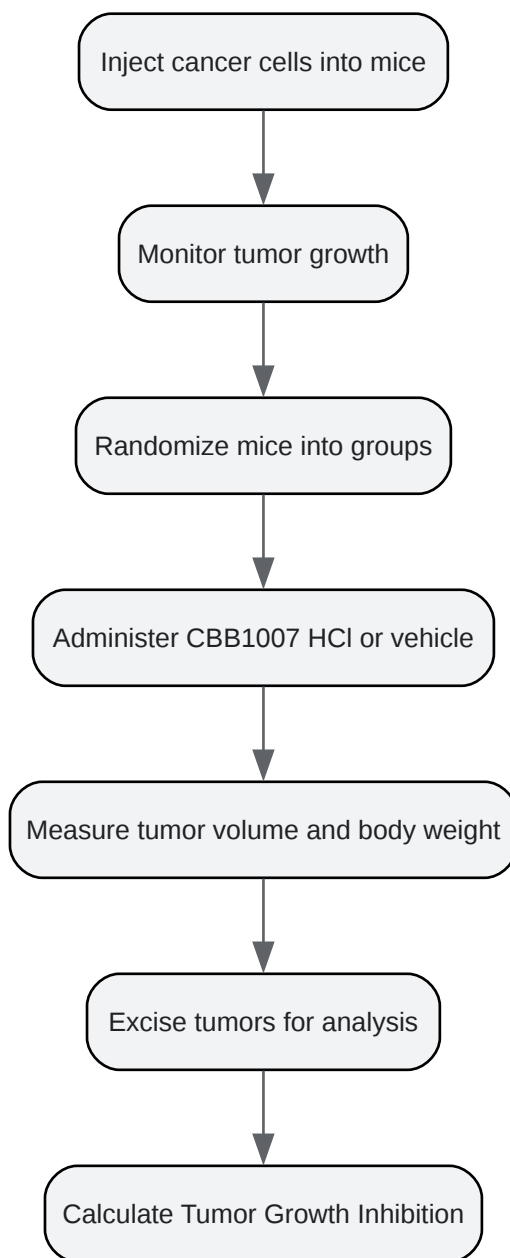 Inject cancer cells into mice
Monitor tumor growth
Randomize mice into groups
Administer CBB1007 HCl or vehicle
Measure tumor volume and body weight
Excise tumors for analysis
Calculate Tumor Growth Inhibition